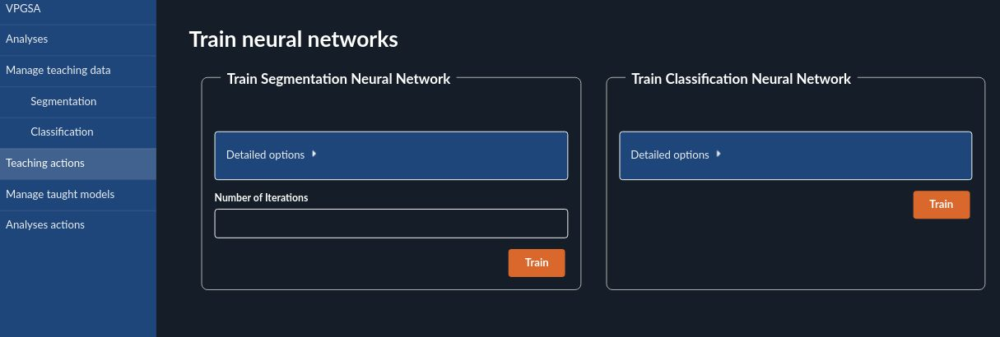 VPGSA
Analyses
Manage teaching data
Segmentation
Classification
Teaching actions
Manage taught models
Analyses actions
Train neural networks
Train Segmentation Neural Network
Detailed options
Number of Iterations
Train
Train Classification Neural Network
Detailed options
Train